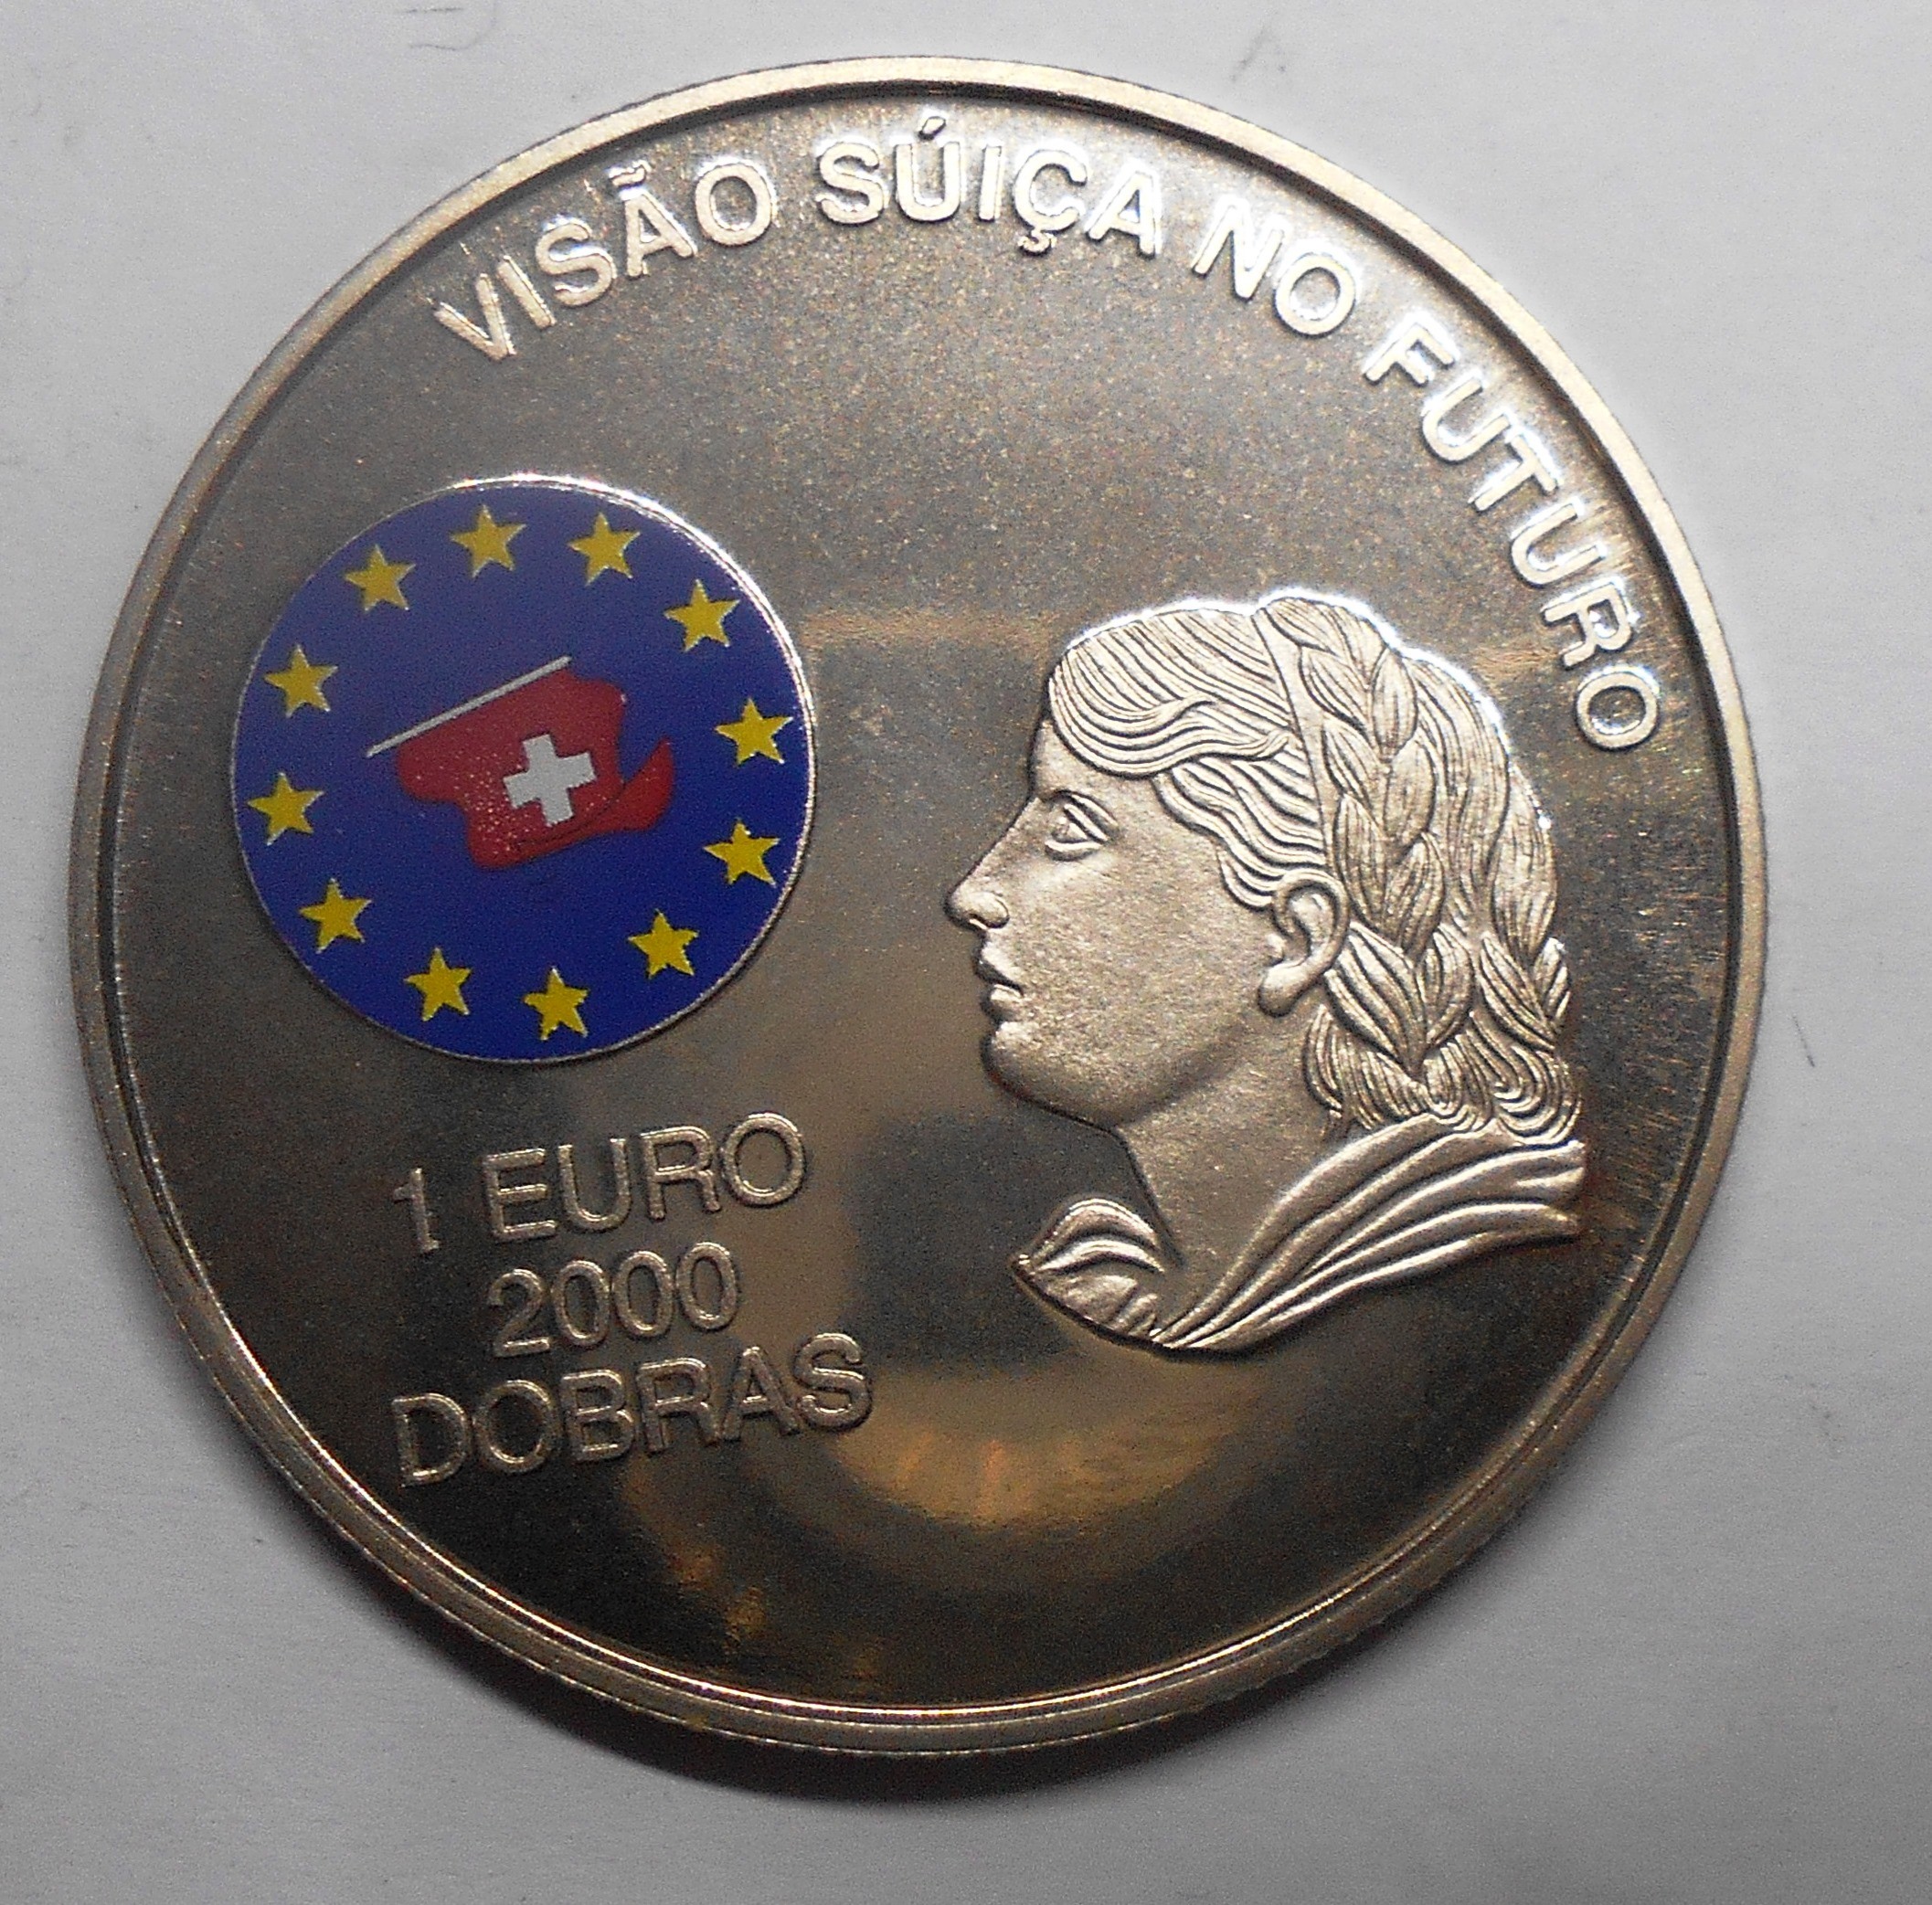 VISÃO SÚIÇA NO FUTURO
1 EURO
2000
DOBRAS